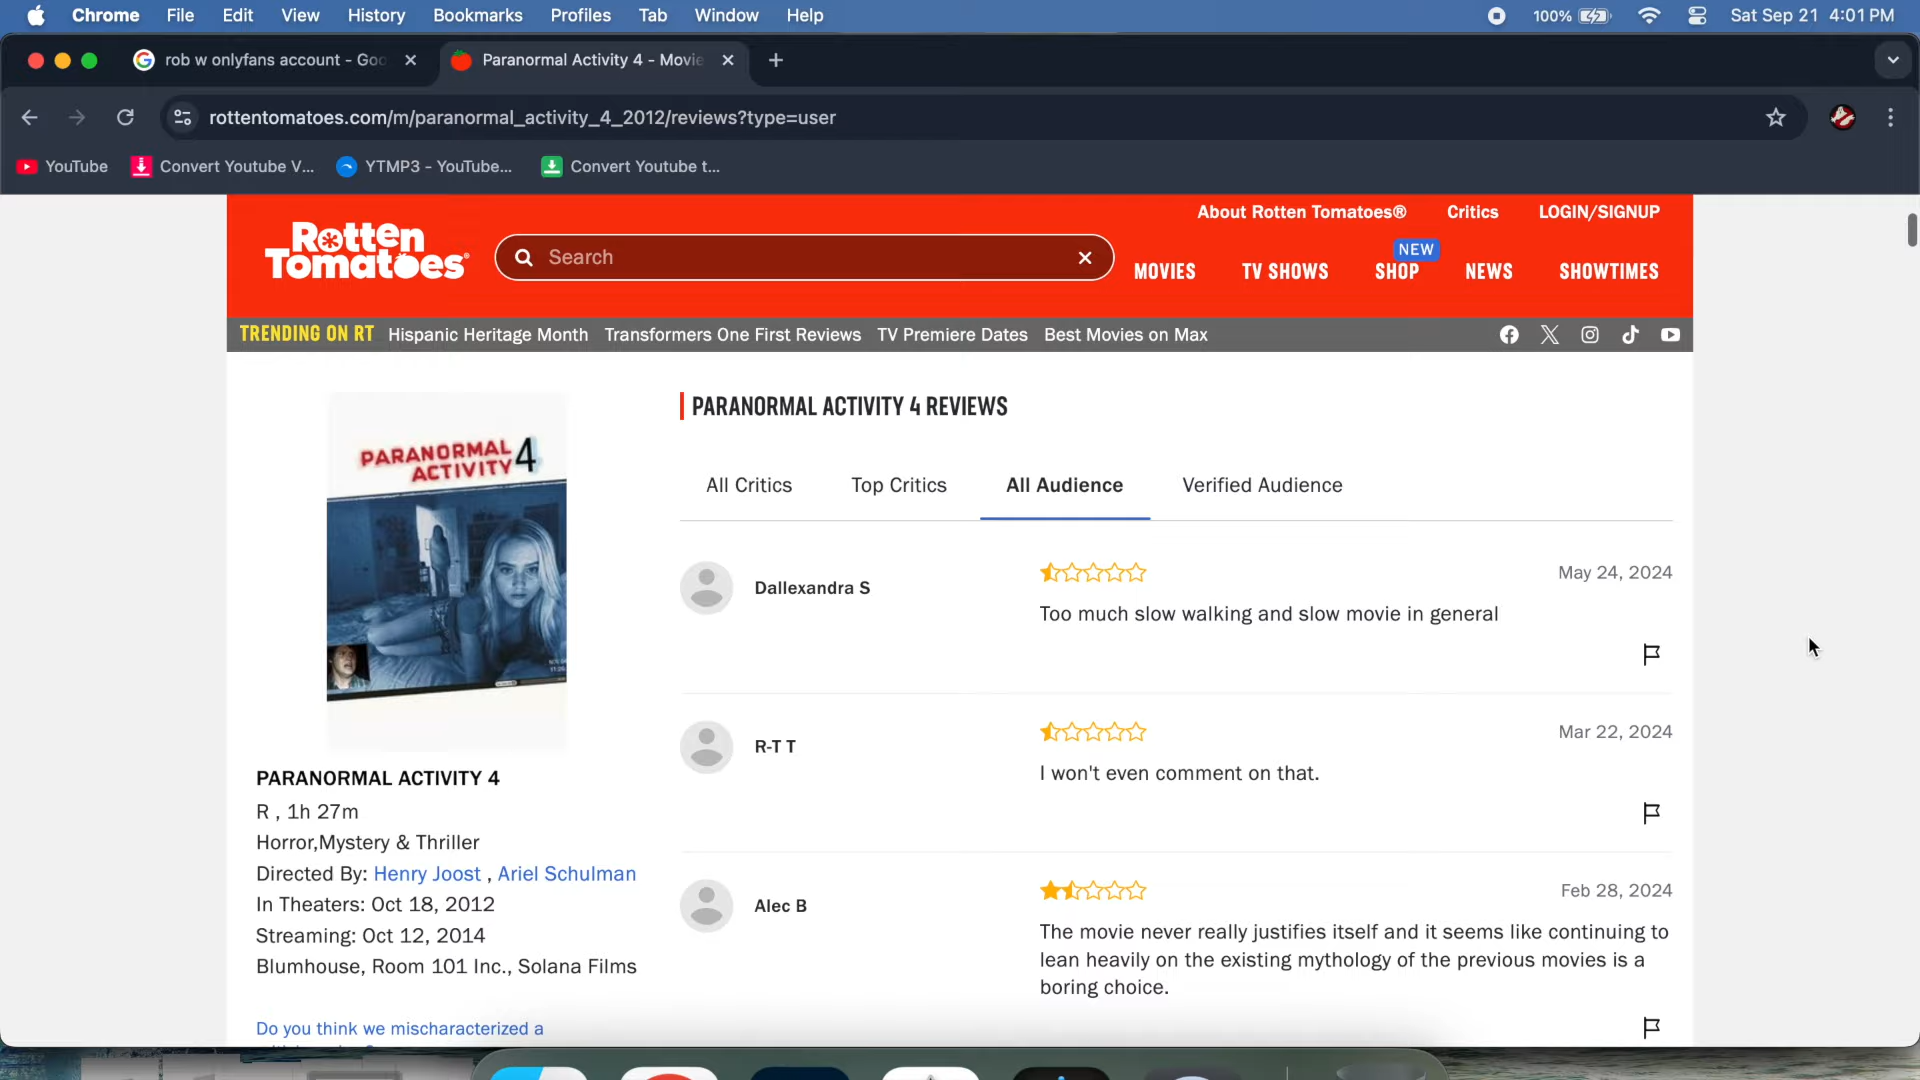 Chrome File Edit View History Bookmarks Profiles Tab Window Help 100% Sat Sep 21 4:01 PM
rob w onlyfans account - Goo Paranormal Activity 4 - Movie
rottentomatoes.com/m/paranormal_activity_4_2012/reviews?type=user
YouTube Convert Youtube V... YTMP3 - YouTube... Convert Youtube t...
About Rotten Tomatoes® Critics LOGIN/SIGNUP
Rotten
Tomatoes®
Search
NEW
MOVIES TV SHOWS SHOP NEWS SHOWTIMES
TRENDING ON RT Hispanic Heritage Month Transformers One First Reviews TV Premiere Dates Best Movies on Max
PARANORMAL ACTIVITY 4 REVIEWS
PARANORMAL 4
ACTIVITY
All Critics Top Critics All Audience Verified Audience
Dallexandra S
May 24, 2024
Too much slow walking and slow movie in general
R-T T
Mar 22, 2024
I won't even comment on that.
Alec B
Feb 28, 2024
The movie never really justifies itself and it seems like continuing to
lean heavily on the existing mythology of the previous movies is a
boring choice.
PARANORMAL ACTIVITY 4
R , 1h 27m
Horror,Mystery & Thriller
Directed By: Henry Joost , Ariel Schulman
In Theaters: Oct 18, 2012
Streaming: Oct 12, 2014
Blumhouse, Room 101 Inc., Solana Films
Do you think we mischaracterized a